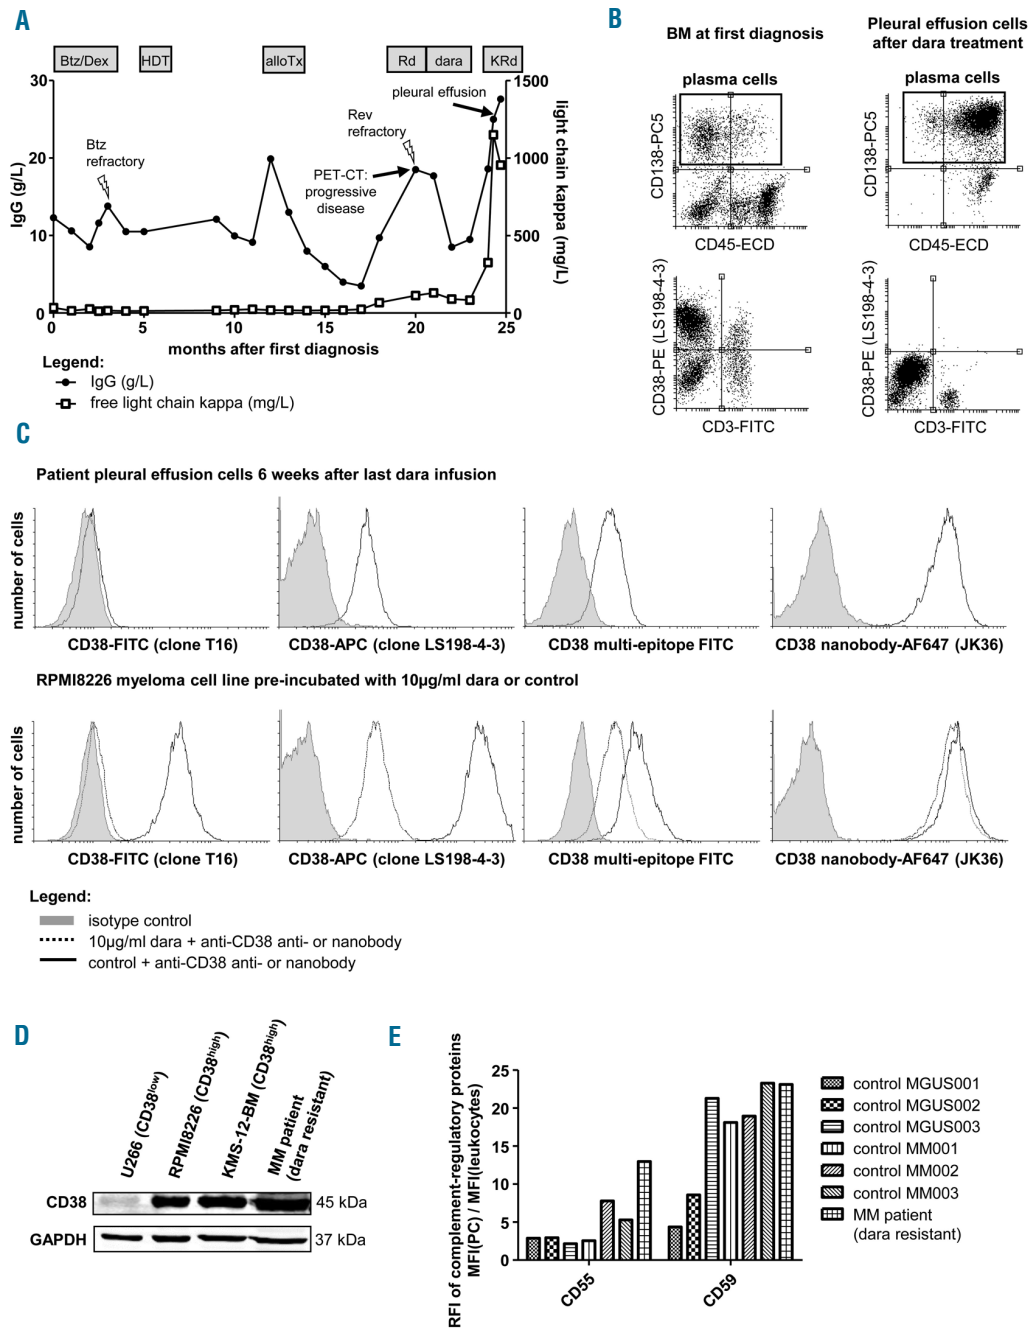 A
Btz/Dex HDT alloTx Rd dara KRd
30
20
10
0
IgG (g/L)
1500
1000
500
0
light chain kappa (mg/L)
Btz
refractory
Rev
refractory
pleural effusion
PET-CT:
progressive
disease
0 5 10 15 20 25
months after first diagnosis
Legend:
IgG (g/L)
free light chain kappa (mg/L)
B
BM at first diagnosis
Pleural effusion cells
after dara treatment
plasma cells
plasma cells
CD138-PC5
CD45-ECD
CD138-PC5
CD45-ECD
CD38-PE (LS198-4-3)
CD3-FITC
CD38-PE (LS198-4-3)
CD3-FITC
C
Patient pleural effusion cells 6 weeks after last dara infusion
number of cells
CD38-FITC (clone T16)
CD38-APC (clone LS198-4-3)
CD38 multi-epitope FITC
CD38 nanobody-AF647 (JK36)
RPMI8226 myeloma cell line pre-incubated with 10µg/ml dara or control
number of cells
CD38-FITC (clone T16)
CD38-APC (clone LS198-4-3)
CD38 multi-epitope FITC
CD38 nanobody-AF647 (JK36)
Legend:
isotype control
10µg/ml dara + anti-CD38 anti- or nanobody
control + anti-CD38 anti- or nanobody
D
U266 (CD38low)
RPMI8226 (CD38high)
KMS-12-BM (CD38high)
MM patient
(dara resistant)
CD38 45 kDa
GAPDH 37 kDa
E
RFI of complement-regulatory proteins
MFI(PC) / MFI(leukocytes)
25
20
15
10
5
0
CD55
CD59
control MGUS001
control MGUS002
control MGUS003
control MM001
control MM002
control MM003
MM patient
(dara resistant)